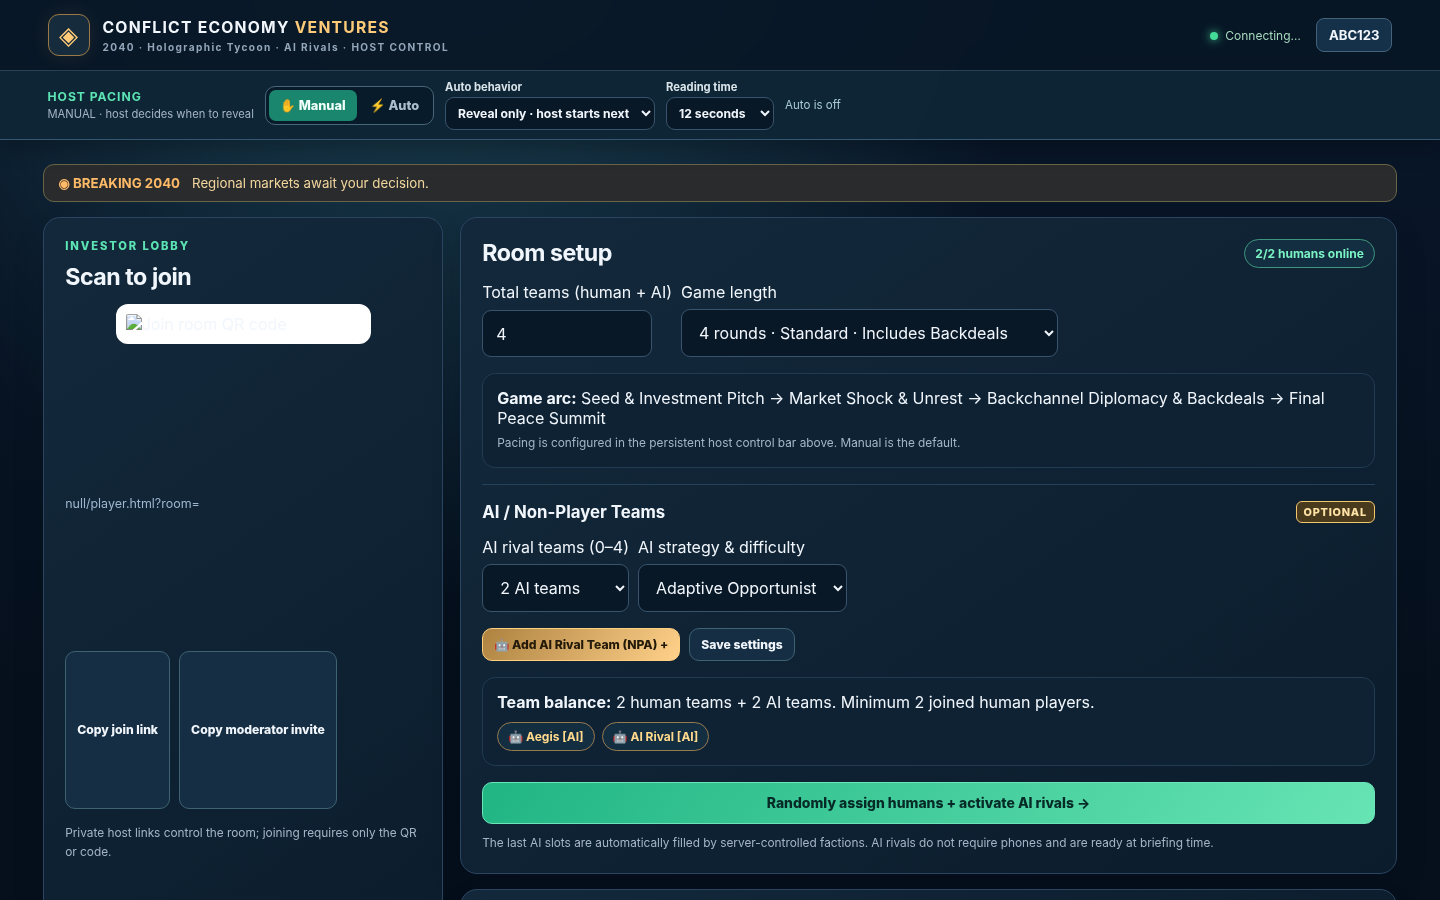 CONFLICT ECONOMY VENTURES
2040 · Holographic Tycoon · AI Rivals · HOST CONTROL
Connecting...
ABC123
HOST PACING
MANUAL · host decides when to reveal
Manual
Auto
Auto behavior
Reveal only · host starts next
Reading time
12 seconds
Auto is off
BREAKING 2040 Regional markets await your decision.
INVESTOR LOBBY
Scan to join
Join room QR code
null/player.html?room=
Copy join link
Copy moderator invite
Private host links control the room; joining requires only the QR
or code.
Room setup
2/2 humans online
Total teams (human + AI)
Game length
4
4 rounds · Standard · Includes Backdeals
Game arc: Seed & Investment Pitch → Market Shock & Unrest → Backchannel Diplomacy & Backdeals → Final
Peace Summit
Pacing is configured in the persistent host control bar above. Manual is the default.
AI / Non-Player Teams
OPTIONAL
AI rival teams (0–4)
AI strategy & difficulty
2 AI teams
Adaptive Opportunist
Add AI Rival Team (NPA) +
Save settings
Team balance: 2 human teams + 2 AI teams. Minimum 2 joined human players.
Aegis [AI]
AI Rival [AI]
Randomly assign humans + activate AI rivals →
The last AI slots are automatically filled by server-controlled factions. AI rivals do not require phones and are ready at briefing time.